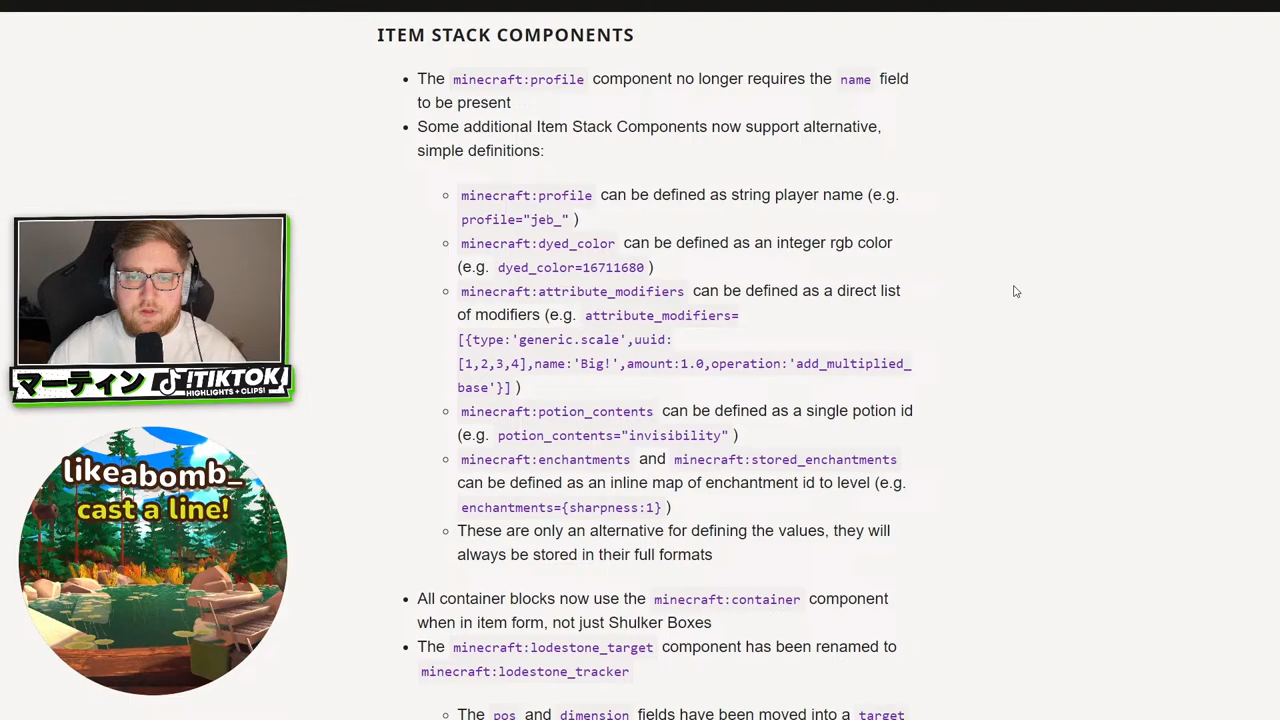 ITEM STACK COMPONENTS
• The minecraft:profile component no longer requires the name field
to be present
• Some additional Item Stack Components now support alternative,
simple definitions:
◦ minecraft:profile can be defined as string player name (e.g.
profile="jeb_" )
◦ minecraft:dyed_color can be defined as an integer rgb color
(e.g. dyed_color=16711680 )
◦ minecraft:attribute_modifiers can be defined as a direct list
of modifiers (e.g. attribute_modifiers=
[{type:'generic.scale',uuid:
[1,2,3,4],name:'Big!',amount:1.0,operation:'add_multiplied_
base'}] )
◦ minecraft:potion_contents can be defined as a single potion id
(e.g. potion_contents="invisibility" )
◦ minecraft:enchantments and minecraft:stored_enchantments
can be defined as an inline map of enchantment id to level (e.g.
enchantments={sharpness:1} )
◦ These are only an alternative for defining the values, they will
always be stored in their full formats
• All container blocks now use the minecraft:container component
when in item form, not just Shulker Boxes
• The minecraft:lodestone_target component has been renamed to
minecraft:lodestone_tracker
◦ The pos and dimension fields have been moved into a target
マーティン !TIKTOK
HIGHLIGHTS + CLIPS!
likeabomb_
cast a line!